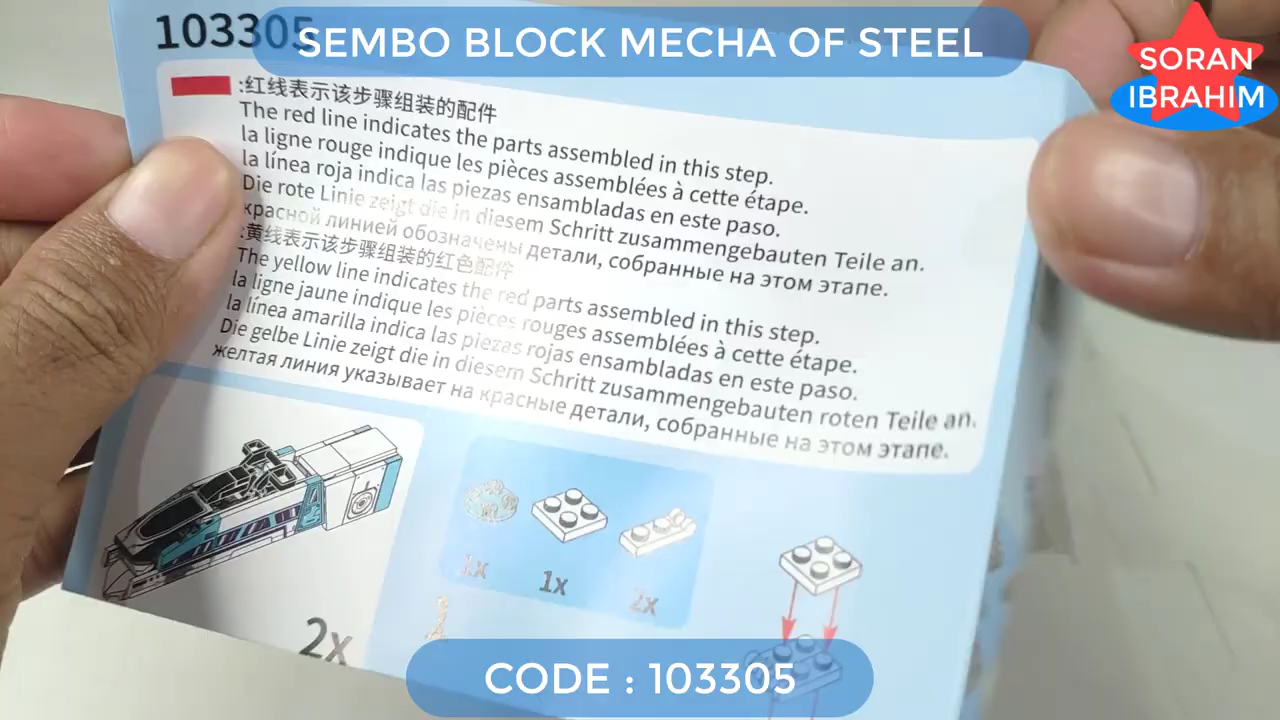 103305
SEMBO BLOCK MECHA OF STEEL
SORAN
IBRAHIM
:红线表示该步骤组装的配件
The red line indicates the parts assembled in this step.
la ligne rouge indique les pièces assemblées à cette étape.
la línea roja indica las piezas ensambladas en este paso.
Die rote Linie zeigt die in diesem Schritt zusammengebauten Teile an.
красной линией обозначены детали, собранные на этом этапе.
:黄线表示该步骤组装的红色配件
The yellow line indicates the red parts assembled in this step.
la ligne jaune indique les pièces rouges assemblées à cette étape.
la línea amarilla indica las piezas rojas ensambladas en este paso.
Die gelbe Linie zeigt die in diesem Schritt zusammengebauten roten Teile an.
желтая линия указывает на красные детали, собранные на этом этапе.
1x
1x
2x
2x
CODE : 103305